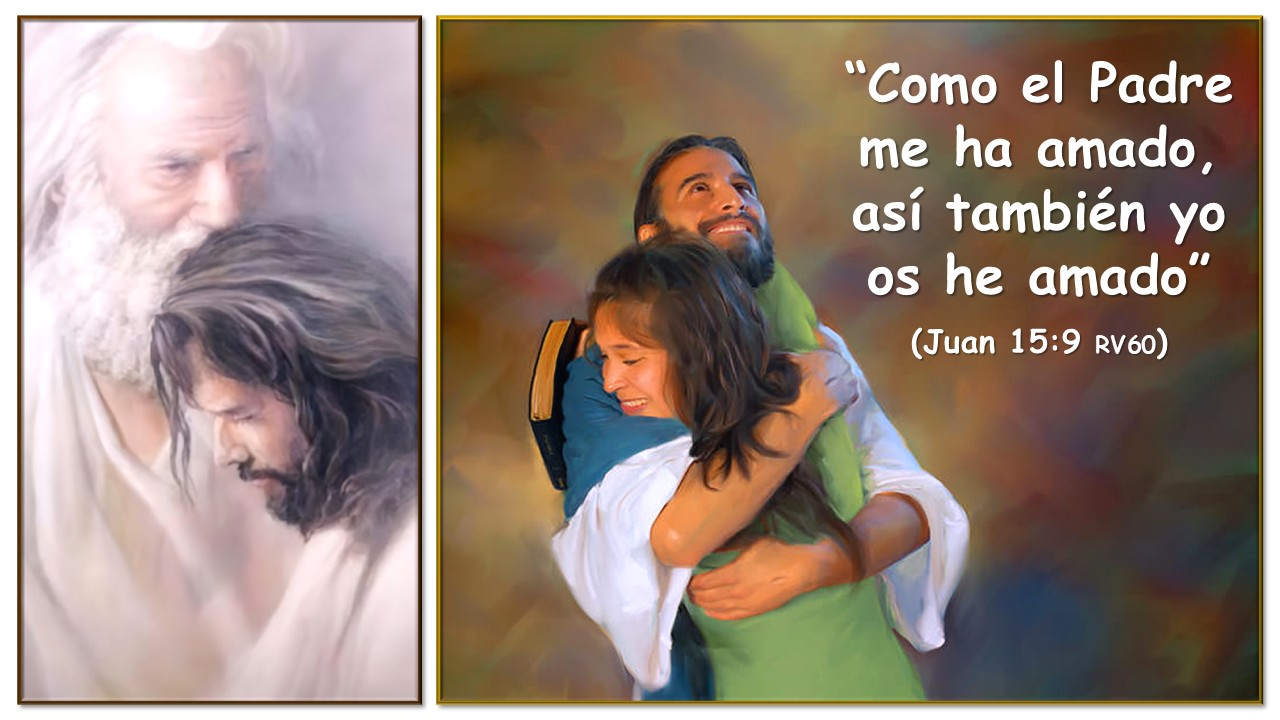 “Como el Padre
me ha amado,
así también yo
os he amado”
(Juan 15:9 RV60)